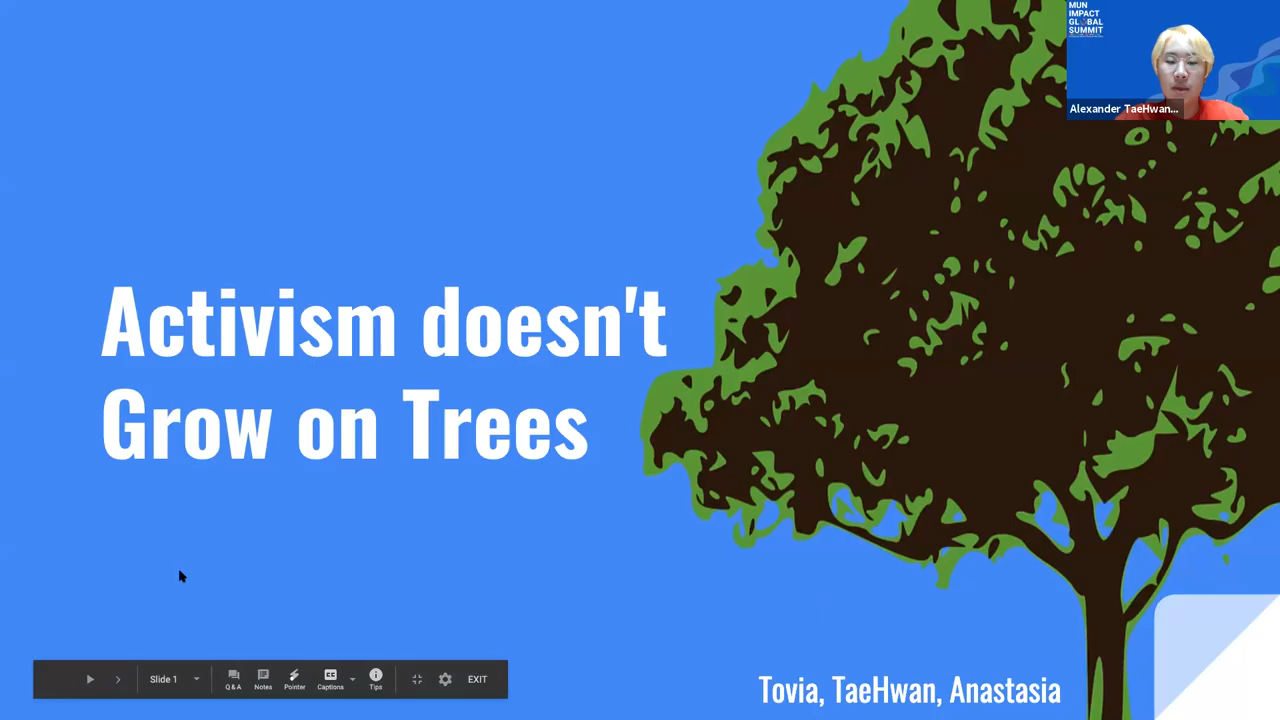 MUN
IMPACT
GLOBAL
SUMMIT
Alexander TaeHwan...
Activism doesn't
Grow on Trees
Slide 1
Q&A
Notes
Pointer
Captions
Tips
EXIT
Tovia, TaeHwan, Anastasia